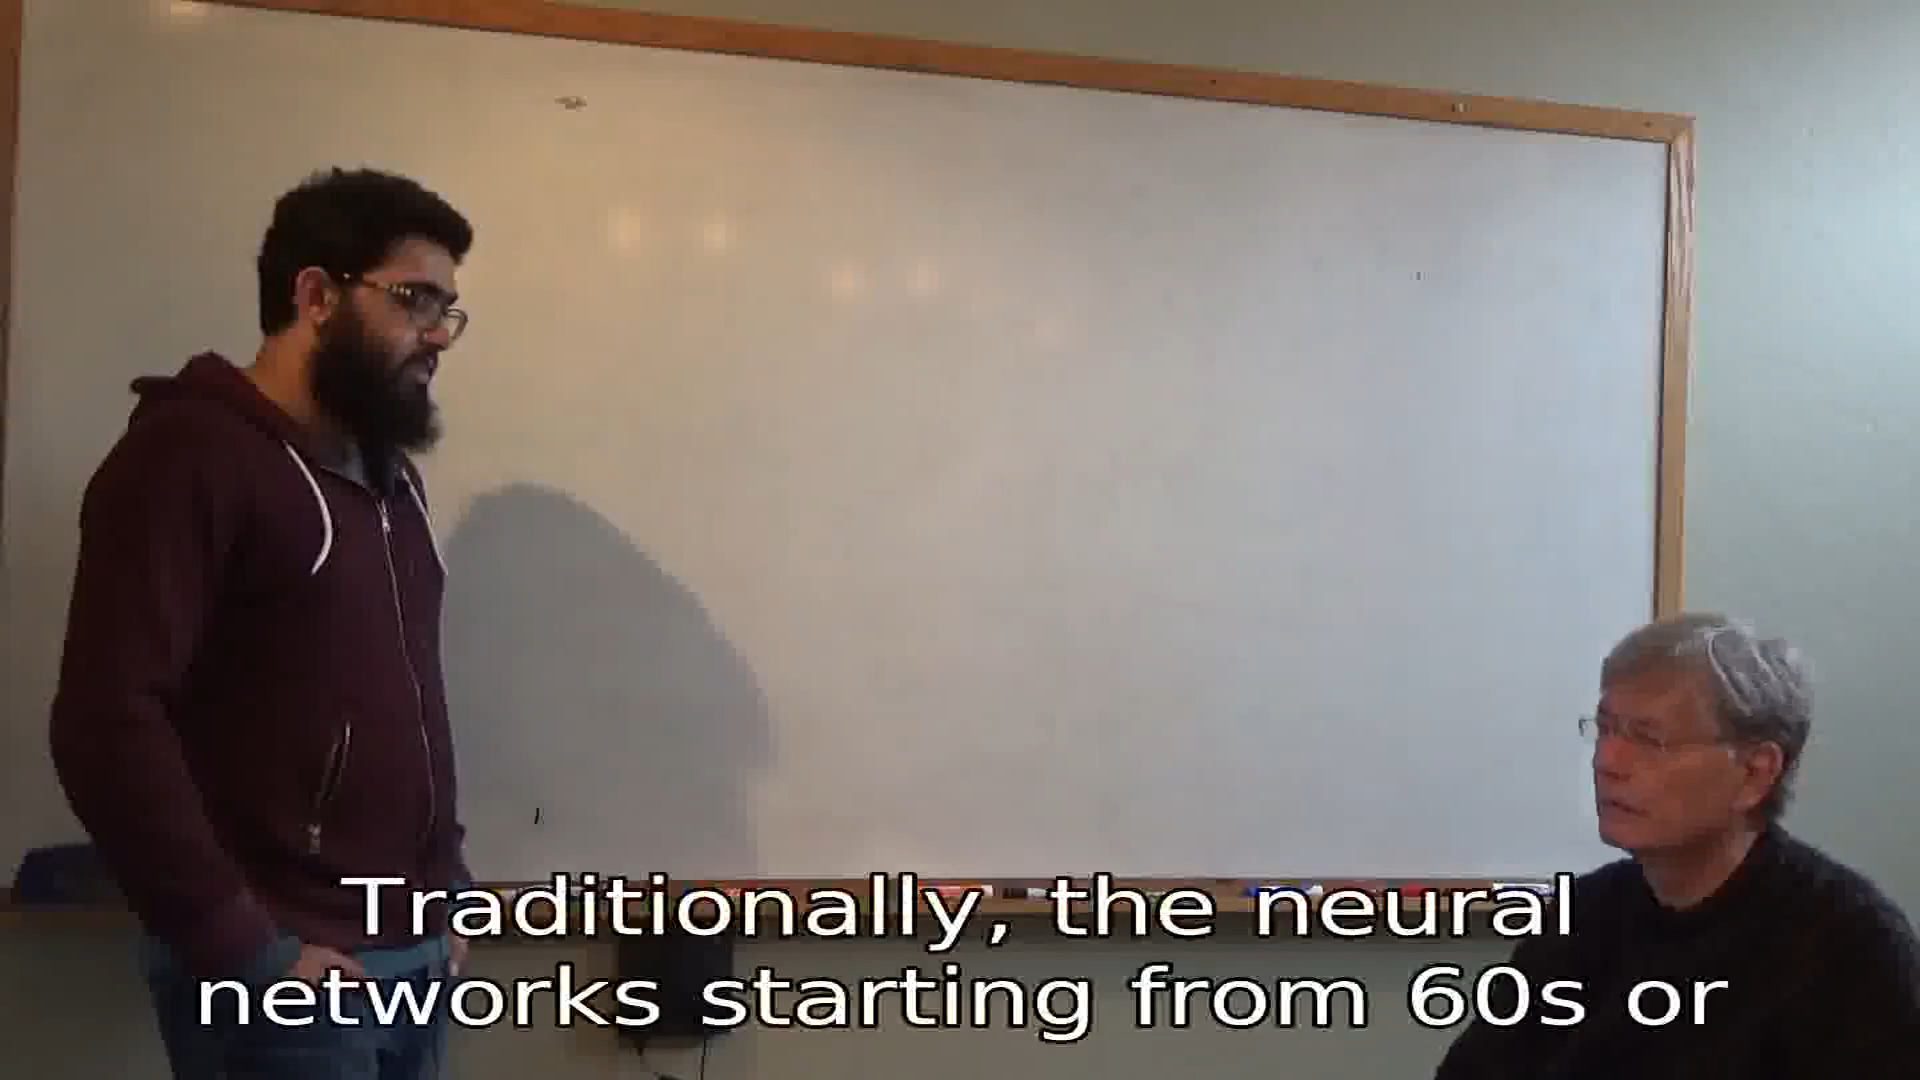 Traditionally, the neural
networks starting from 60s or